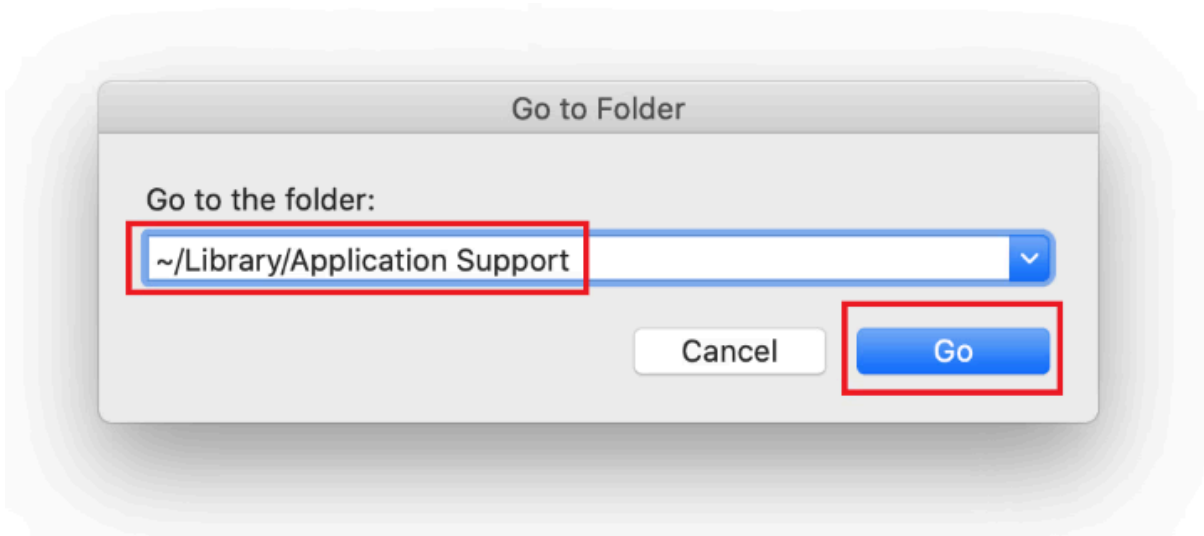 Go to Folder
Go to the folder:
~/Library/Application Support
Cancel Go